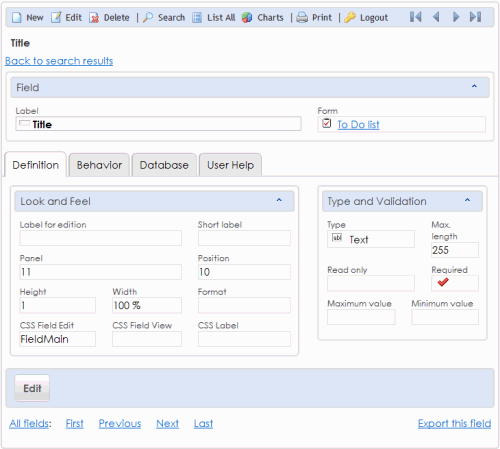 New Edit Delete | Search List All Charts | Print | Logout
Title
Back to search results
Field
Label Form
Title To Do list
Definition Behavior Database User Help
Look and Feel Type and Validation
Label for edition Short label Type Max. length
Text 255
Panel Position Read only Required
11 10
Height Width Format Maximum value Minimum value
1 100 %
CSS Field Edit CSS Field View CSS Label
FieldMain
Edit
All fields: First Previous Next Last Export this field